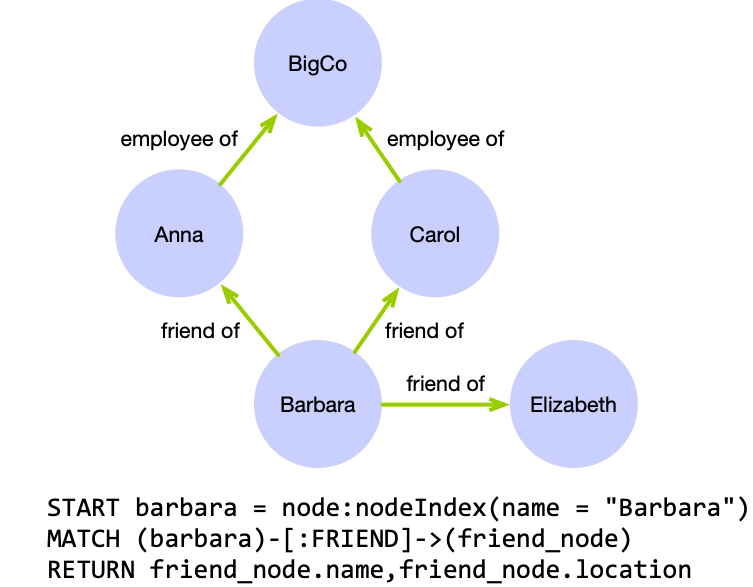 BigCo
employee of
employee of
Anna
Carol
friend of
friend of
friend of
Barbara
Elizabeth
START barbara = node:nodeIndex(name = "Barbara")
MATCH (barbara)-[:FRIEND]->(friend_node)
RETURN friend_node.name,friend_node.location